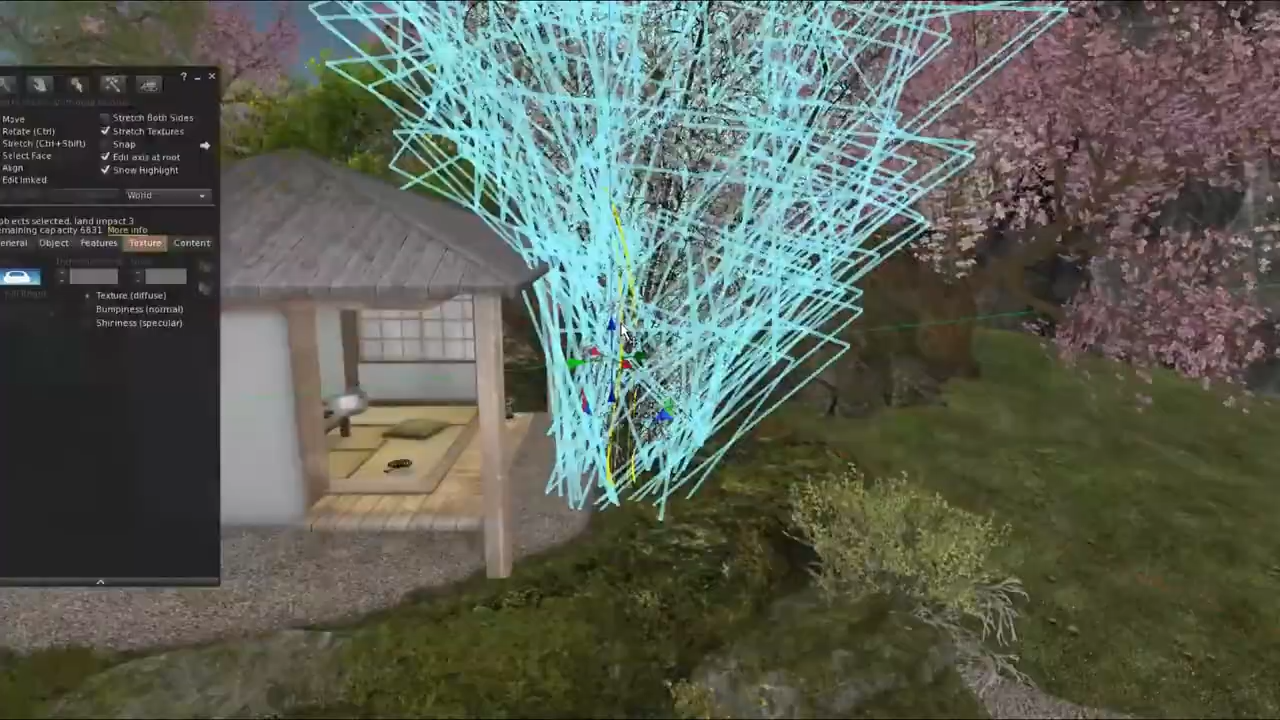 ? _ ×
Move
Stretch Both Sides
Rotate (Ctrl)
Stretch Textures
Stretch (Ctrl+Shift)
Snap
Select Face
Edit axis at root
Align
Show Highlight
Edit linked
World
objects selected, land impact 3
emaining capacity 6831 More info
eneral Object Features Texture Content
Texture (diffuse)
Bumpiness (normal)
Shininess (specular)